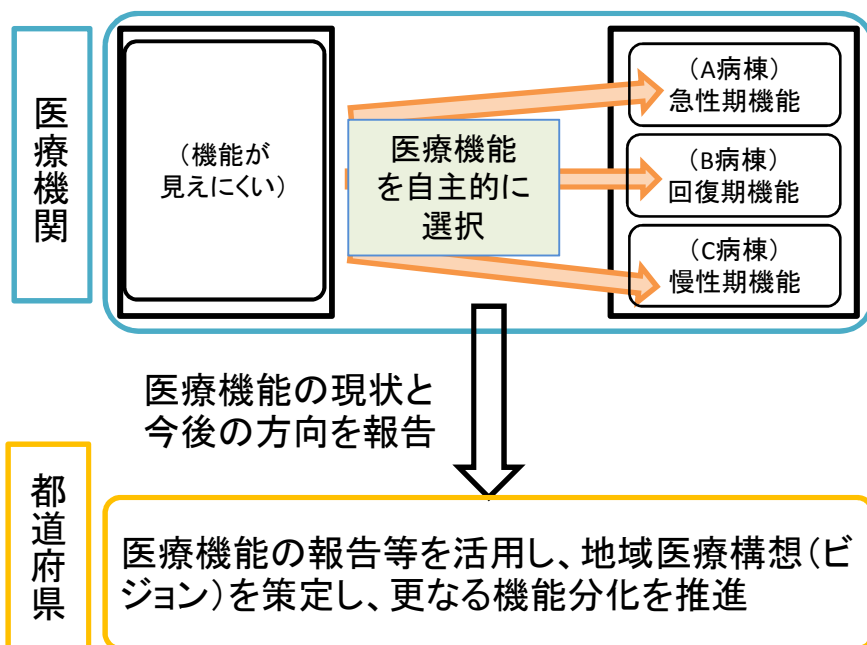 医療機関
(機能が
見えにくい)
医療機能
を自主的に
選択
(A病棟)
急性期機能
(B病棟)
回復期機能
(C病棟)
慢性期機能
医療機能の現状と
今後の方向を報告
都道府県
医療機能の報告等を活用し、地域医療構想(ビ
ジョン)を策定し、更なる機能分化を推進